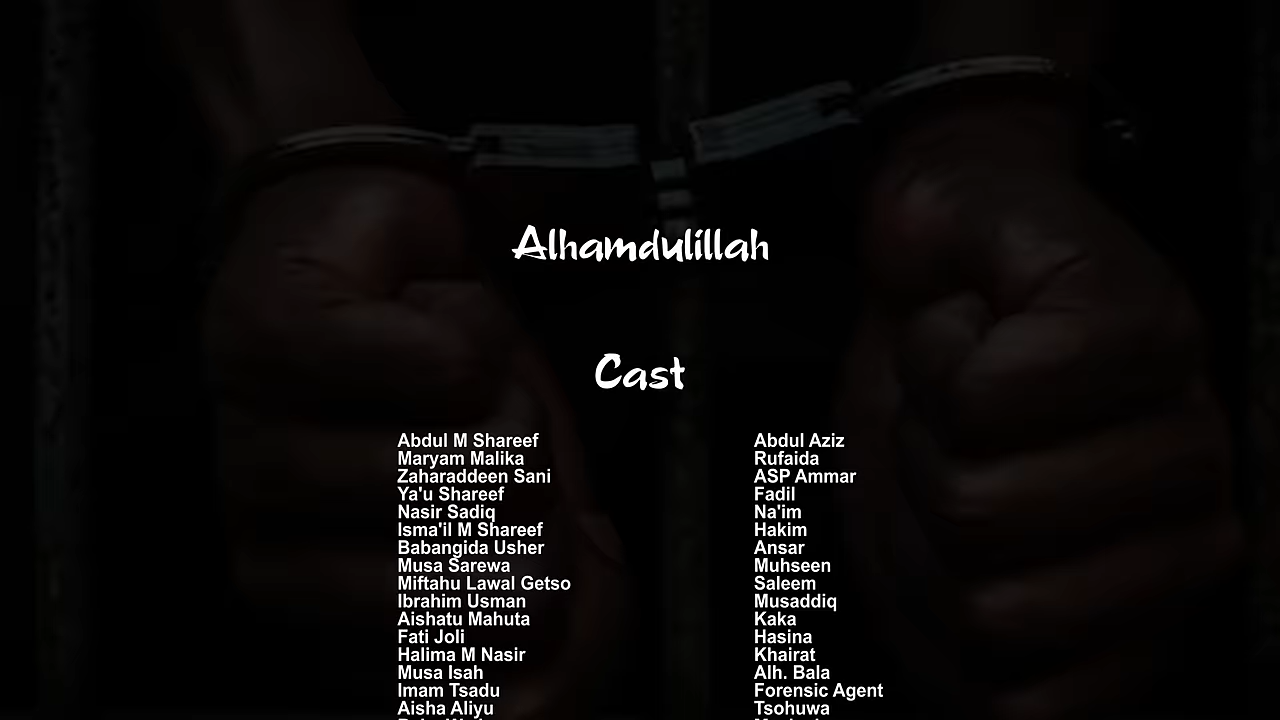 Alhamdulillah
Cast
Abdul M Shareef Abdul Aziz
Maryam Malika Rufaida
Zaharaddeen Sani ASP Ammar
Ya'u Shareef Fadil
Nasir Sadiq Na'im
Isma'il M Shareef Hakim
Babangida Usher Ansar
Musa Sarewa Muhseen
Miftahu Lawal Getso Saleem
Ibrahim Usman Musaddiq
Aishatu Mahuta Kaka
Fati Joli Hasina
Halima M Nasir Khairat
Musa Isah Alh. Bala
Imam Tsadu Forensic Agent
Aisha Aliyu Tsohuwa